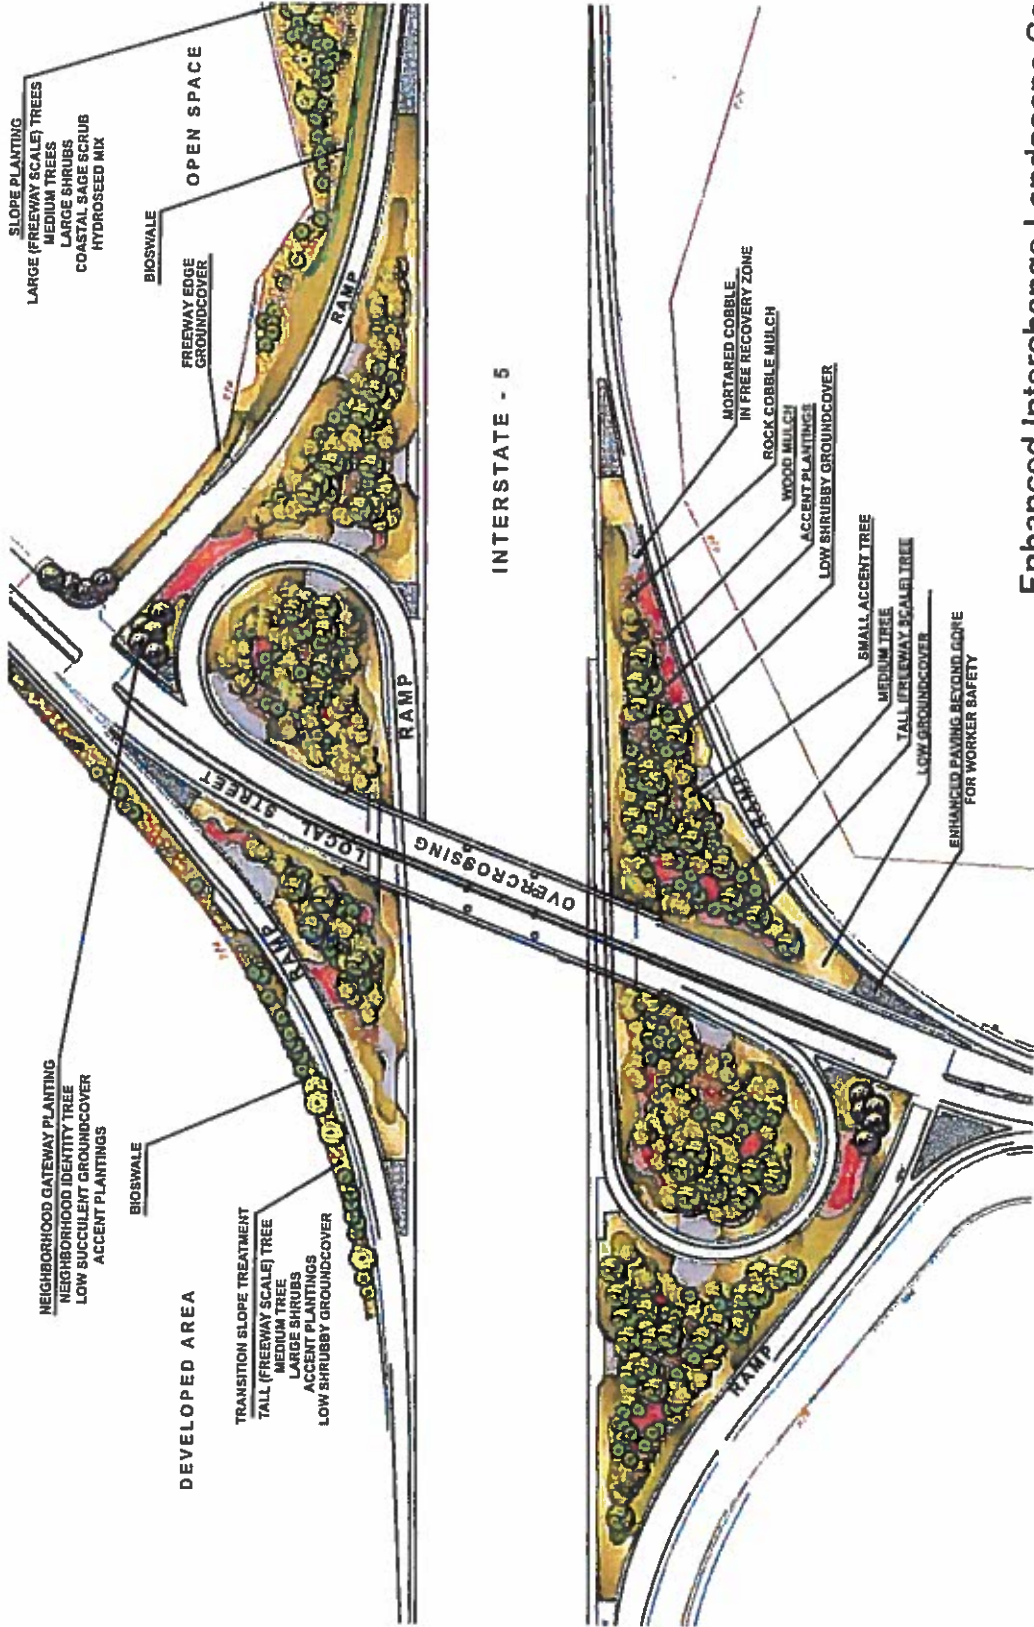 NEIGHBORHOOD GATEWAY PLANTING
NEIGHBORHOOD IDENTITY TREE
LOW SUCCULENT GROUNDCOVER
ACCENT PLANTINGS
BIOSWALE
DEVELOPED AREA
TRANSITION SLOPE TREATMENT
TALL (FREEWAY SCALE) TREE
MEDIUM TREE
LARGE SHRUBS
ACCENT PLANTINGS
LOW SHRUBBY GROUNDCOVER
SLOPE PLANTING
LARGE (FREEWAY SCALE) TREES
MEDIUM TREES
LARGE SHRUBS
COASTAL SAGE SCRUB
HYDROSEED MIX
BIOSWALE
OPEN SPACE
FREEWAY EDGE
GROUNDCOVER
RAMP
RAMP
LOCAL STREET
RAMP
OVERCROSSING
INTERSTATE - 5
RAMP
RAMP
MORTARED COBBLE
IN FREE RECOVERY ZONE
ROCK COBBLE MULCH
WOOD MULCH
ACCENT PLANTINGS
LOW SHRUBBY GROUNDCOVER
SMALL ACCENT TREE
MEDIUM TREE
TALL (FREEWAY SCALE) TREE
LOW GROUNDCOVER
ENHANCED PAVING BEYOND GORE
FOR WORKER SAFETY
Enhanced Interchange Landscape Co